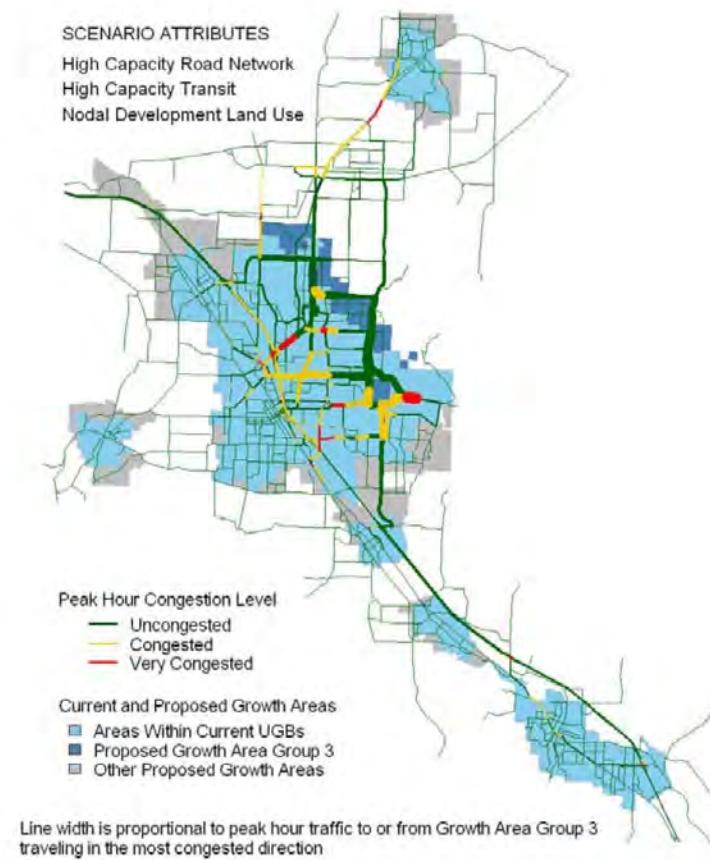 SCENARIO ATTRIBUTES
High Capacity Road Network
High Capacity Transit
Nodal Development Land Use
Peak Hour Congestion Level
Uncongested
Congested
Very Congested
Current and Proposed Growth Areas
Areas Within Current UGBs
Proposed Growth Area Group 3
Other Proposed Growth Areas
Line width is proportional to peak hour traffic to or from Growth Area Group 3
traveling in the most congested direction